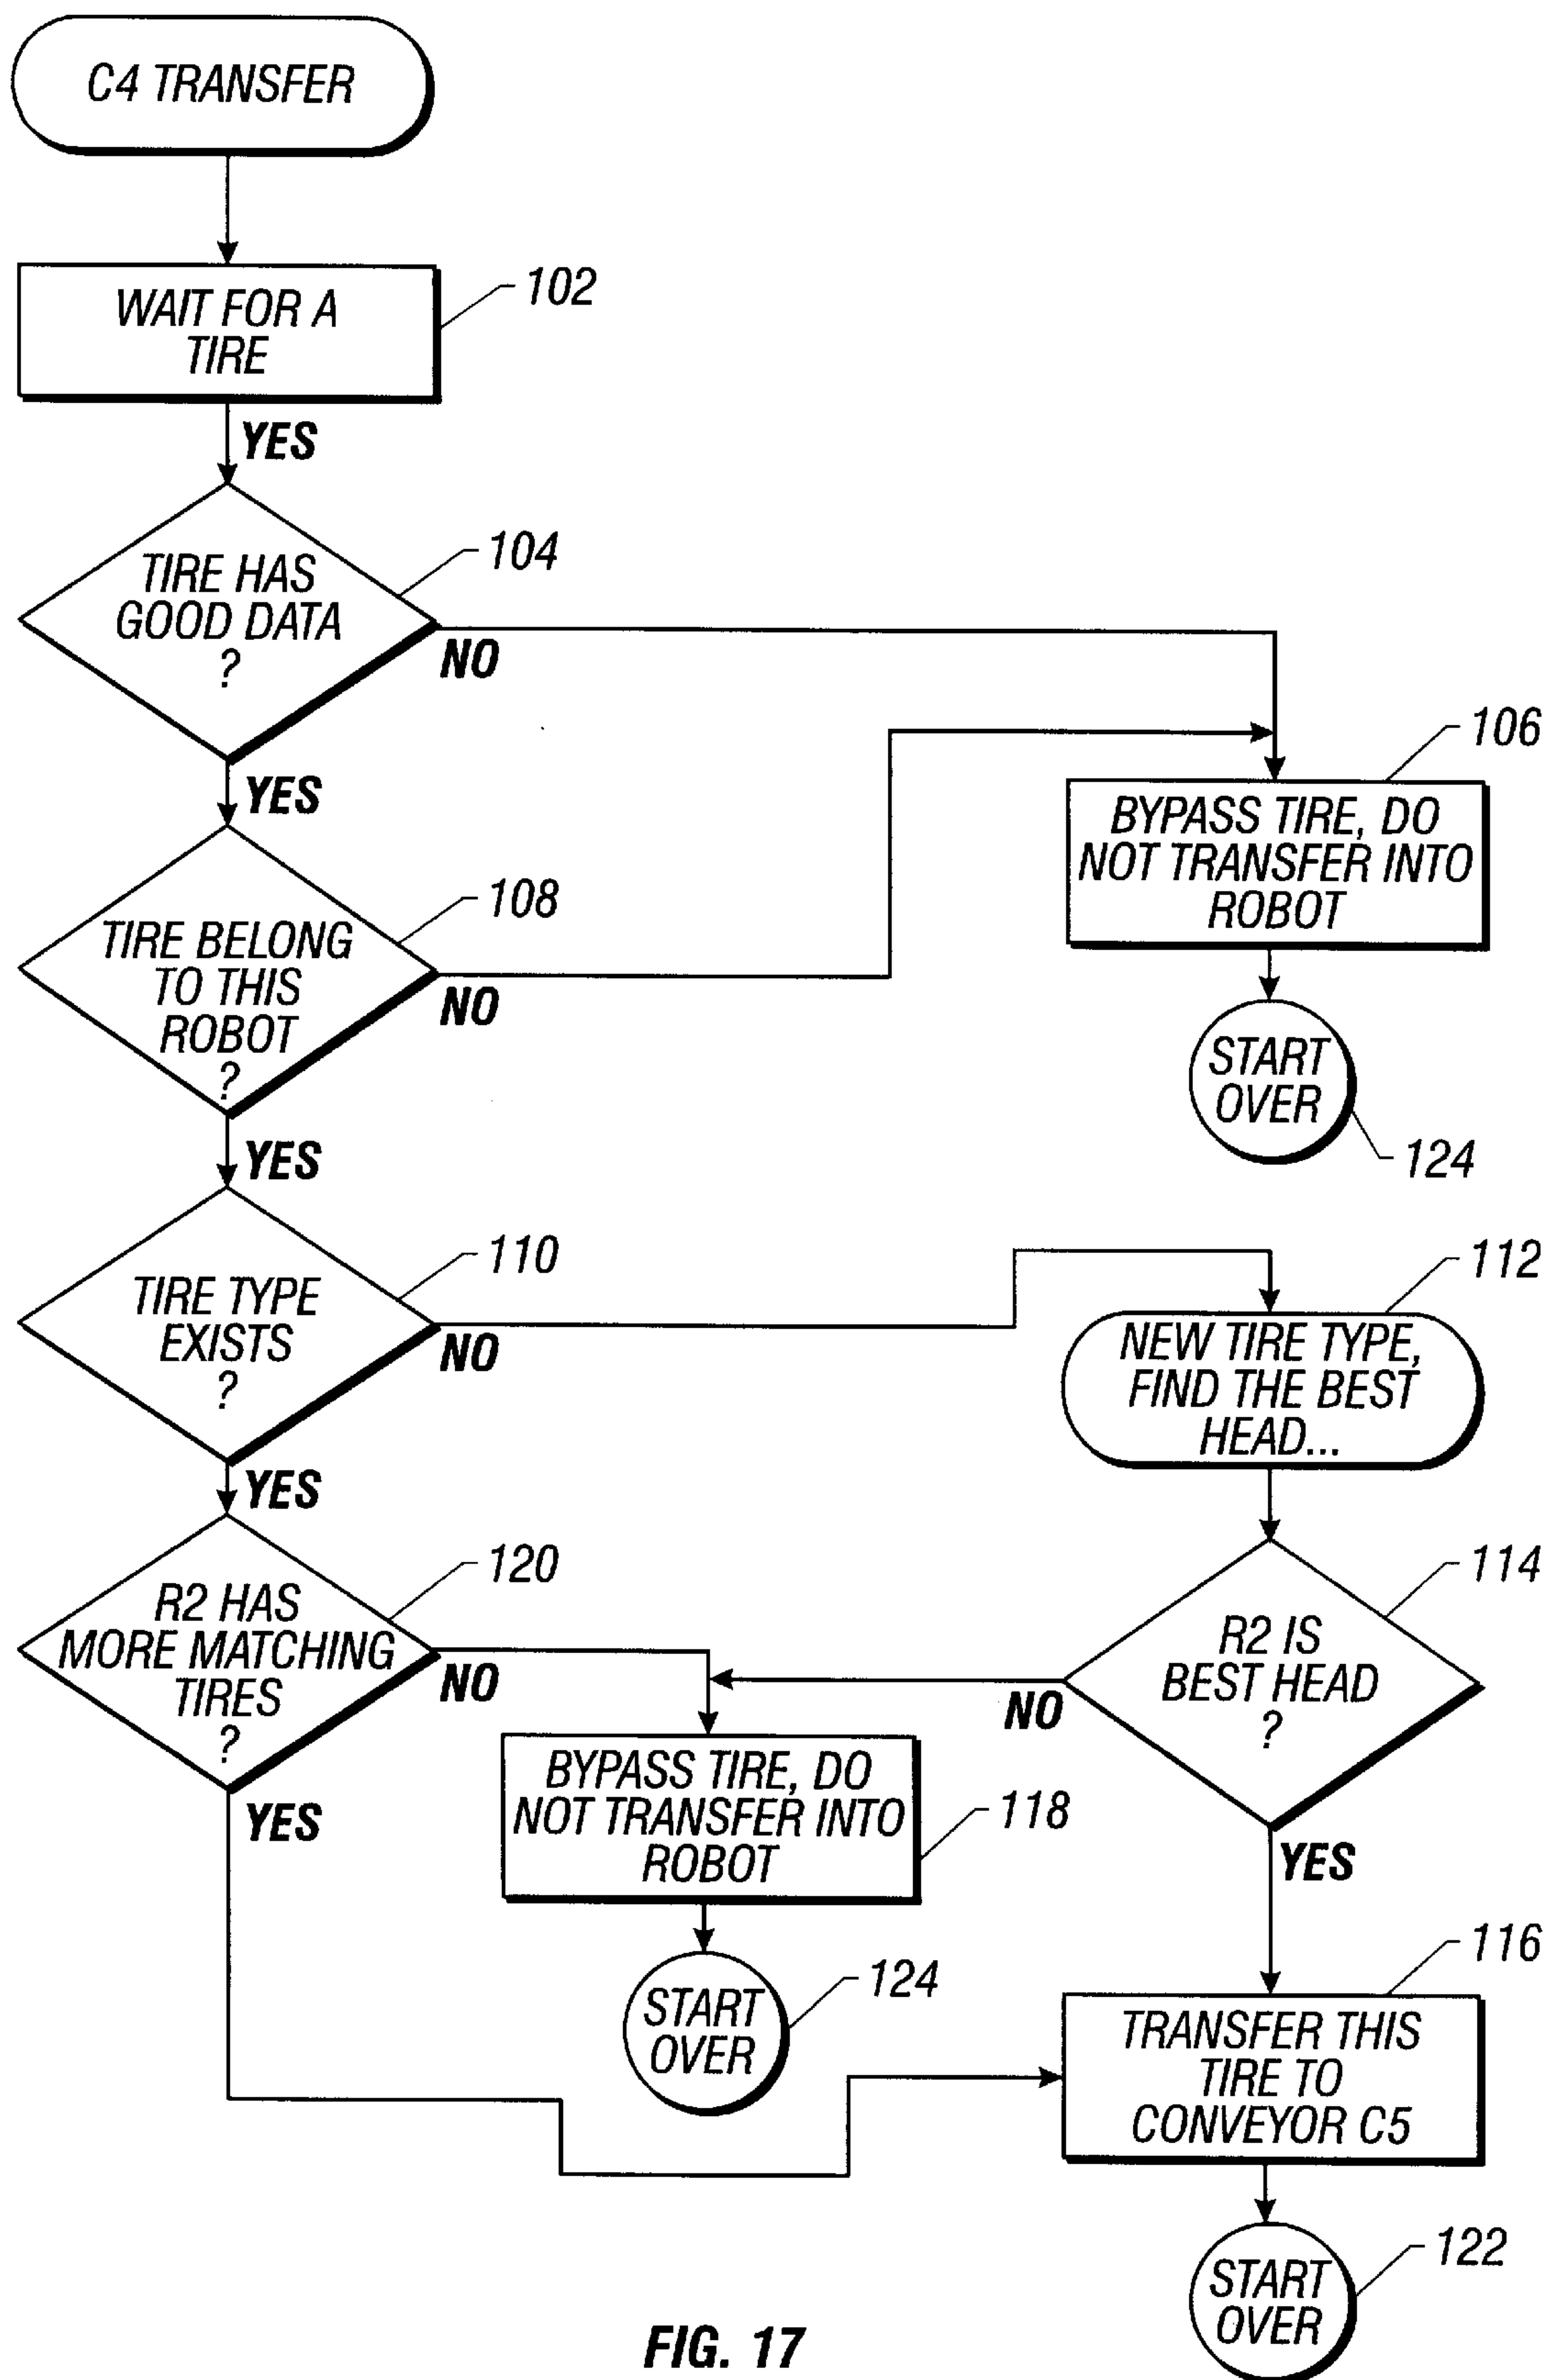 C4 TRANSFER
WAIT FOR A
TIRE
102
YES
TIRE HAS
GOOD DATA
?
104
NO
YES
106
BYPASS TIRE, DO
NOT TRANSFER INTO
ROBOT
TIRE BELONG
TO THIS
ROBOT
?
108
NO
START
OVER
124
YES
TIRE TYPE
EXISTS
?
110
NO
112
NEW TIRE TYPE,
FIND THE BEST
HEAD...
YES
R2 HAS
MORE MATCHING
TIRES
?
120
NO
114
R2 IS
BEST HEAD
?
NO
YES
BYPASS TIRE, DO
NOT TRANSFER INTO
ROBOT
118
YES
START
OVER
124
116
TRANSFER THIS
TIRE TO
CONVEYOR C5
START
OVER
122
FIG. 17